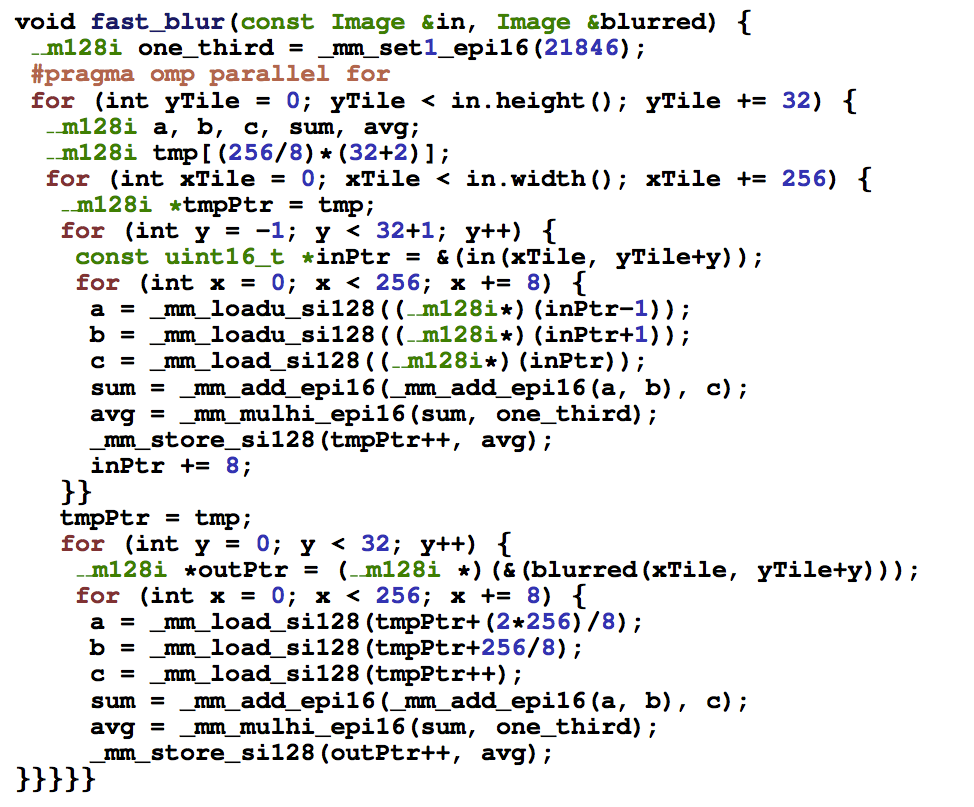 void fast_blur(const Image &in, Image &blurred) {
 __m128i one_third = _mm_set1_epi16(21846);
 #pragma omp parallel for
 for (int yTile = 0; yTile < in.height(); yTile += 32) {
  __m128i a, b, c, sum, avg;
  __m128i tmp[(256/8)*(32+2)];
  for (int xTile = 0; xTile < in.width(); xTile += 256) {
   __m128i *tmpPtr = tmp;
   for (int y = -1; y < 32+1; y++) {
    const uint16_t *inPtr = &(in(xTile, yTile+y));
    for (int x = 0; x < 256; x += 8) {
     a = _mm_loadu_si128((__m128i*)(inPtr-1));
     b = _mm_loadu_si128((__m128i*)(inPtr+1));
     c = _mm_load_si128((__m128i*)(inPtr));
     sum = _mm_add_epi16(_mm_add_epi16(a, b), c);
     avg = _mm_mulhi_epi16(sum, one_third);
     _mm_store_si128(tmpPtr++, avg);
     inPtr += 8;
   }}
   tmpPtr = tmp;
   for (int y = 0; y < 32; y++) {
    __m128i *outPtr = (__m128i *)(&(blurred(xTile, yTile+y)));
    for (int x = 0; x < 256; x += 8) {
     a = _mm_load_si128(tmpPtr+(2*256)/8);
     b = _mm_load_si128(tmpPtr+256/8);
     c = _mm_load_si128(tmpPtr++);
     sum = _mm_add_epi16(_mm_add_epi16(a, b), c);
     avg = _mm_mulhi_epi16(sum, one_third);
     _mm_store_si128(outPtr++, avg);
}}}}}